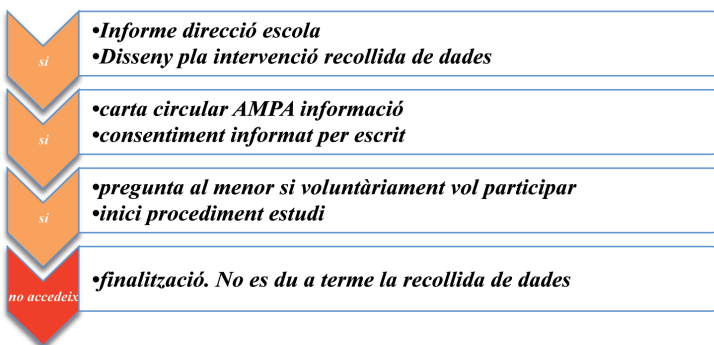 si
•Informe direcció escola
•Disseny pla intervenció recollida de dades
si
•carta circular AMPA informació
•consentiment informat per escrit
si
•pregunta al menor si voluntàriament vol participar
•inici procediment estudi
no accedeix
•finalització. No es du a terme la recollida de dades